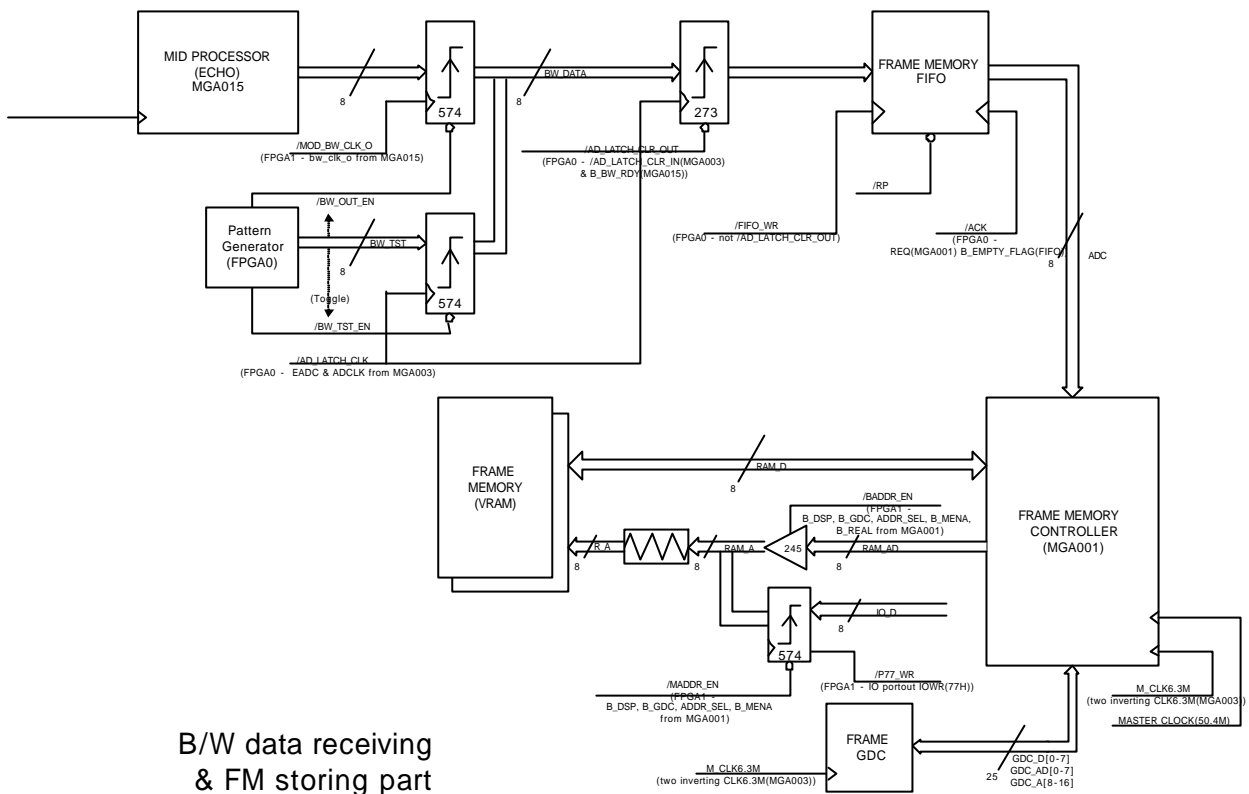 MID PROCESSOR
(ECHO)
MGA015
8
574
BW_DATA
8
273
FRAME MEMORY
FIFO
/MOD_BW_CLK_O
(FPGA1 - bw_clk_o from MGA015)
/AD_LATCH_CLR_OUT
(FPGA0 - /AD_LATCH_CLR_IN(MGA003)
& B_BW_RDY(MGA015))
/RP
/BW_OUT_EN
Pattern
Generator
(FPGA0)
BW_TST
8
(Toggle)
574
/BW_TST_EN
/FIFO_WR
(FPGA0 - not /AD_LATCH_CLR_OUT)
/ACK
(FPGA0 -
REQ(MGA001) B_EMPTY_FLAG(FIFO))
8
ADC
/AD_LATCH_CLK
(FPGA0 - EADC & ADCLK from MGA003)
FRAME
MEMORY
(VRAM)
RAM_D
8
/BADDR_EN
(FPGA1 -
B_DSP, B_GDC, ADDR_SEL, B_MENA,
B_REAL from MGA001)
FRAME MEMORY
CONTROLLER
(MGA001)
R_A
8
RAM_A
8
245
RAM_AD
8
IO_D
8
574
/P77_WR
(FPGA1 - IO portout IOWR(77H))
/MADDR_EN
(FPGA1 -
B_DSP, B_GDC, ADDR_SEL, B_MENA
from MGA001)
M_CLK6.3M
(two inverting CLK6.3M(MGA003))
MASTER CLOCK(50.4M)
FRAME
GDC
M_CLK6.3M
(two inverting CLK6.3M(MGA003))
25
GDC_D[0-7]
GDC_AD[0-7]
GDC_A[8-16]
B/W data receiving
& FM storing part